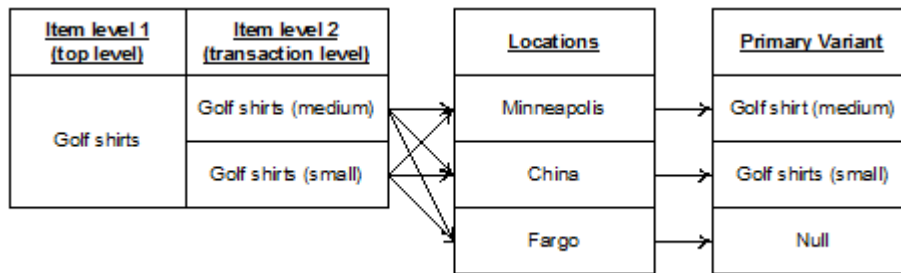 Item level 1
(top level)
Item level 2
(transaction level)
Locations
Primary Variant
Golf shirts
Golf shirts (medium)
Minneapolis
Golf shirt (medium)
Golf shirts (small)
China
Golf shirts (small)
Fargo
Null